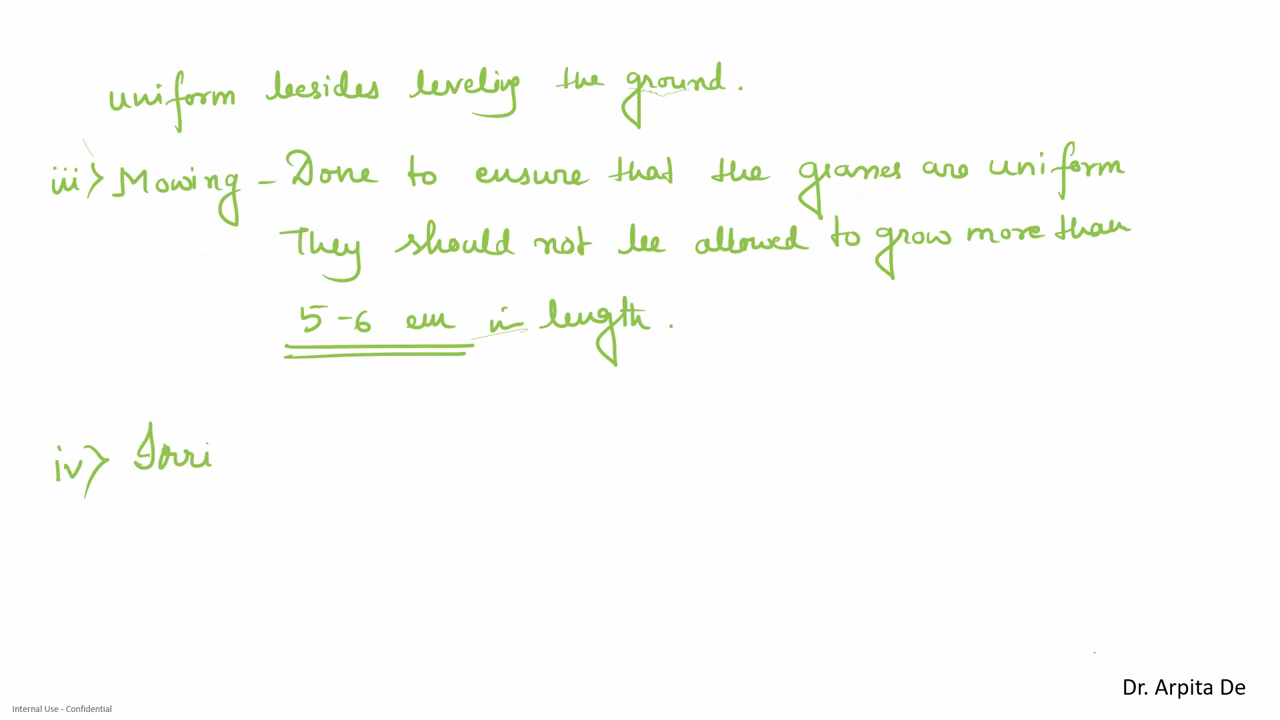 uniform besides leveling the ground.
iii> Mowing - Done to ensure that the grasses are uniform
They should not be allowed to grow more than
5-6 cm in length.
iv> Irri
Dr. Arpita De
Internal Use - Confidential